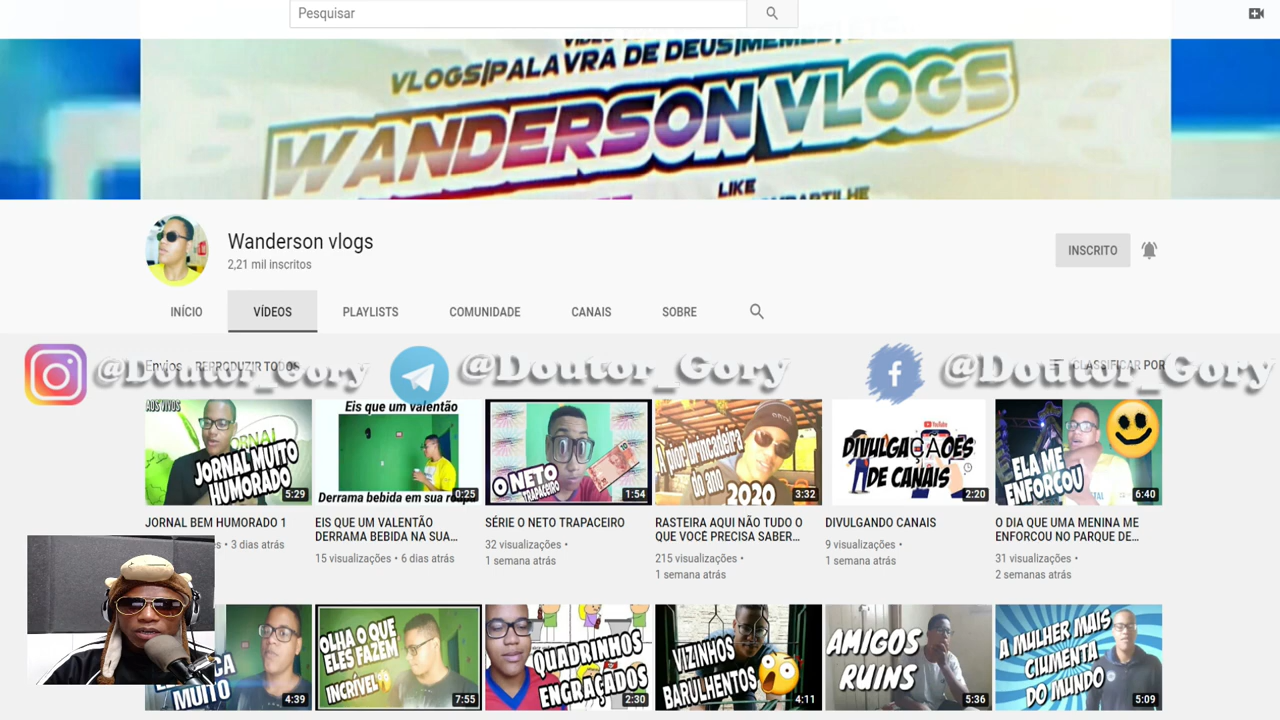 Pesquisar
VLOGS|PALAVRA DE DEUS|MEMES
WANDERSON VLOGS
LIKE
Wanderson vlogs
2,21 mil inscritos
INSCRITO
INÍCIO
VÍDEOS
PLAYLISTS
COMUNIDADE
CANAIS
SOBRE
Envios
REPRODUZIR TODOS
CLASSIFICAR POR
@Doutor_Gory
@Doutor_Gory
@Doutor_Gory
AOS VIVOS
JORNAL
JORNAL MUITO
HUMORADO
5:29
Eis que um valentão
Derrama bebida em sua
0:25
O NETO
TRAPACEIRO
1:54
A pior brincadeira
do ano
2020
3:32
YouTube
DIVULGAÇÃOES
DE CANAIS
2:20
ELA ME
ENFORCOU
6:40
JORNAL BEM HUMORADO 1
s • 3 dias atrás
EIS QUE UM VALENTÃO
DERRAMA BEBIDA NA SUA...
15 visualizações • 6 dias atrás
SÉRIE O NETO TRAPACEIRO
32 visualizações •
1 semana atrás
RASTEIRA AQUI NÃO TUDO O
QUE VOCÊ PRECISA SABER...
215 visualizações •
1 semana atrás
DIVULGANDO CANAIS
9 visualizações •
1 semana atrás
O DIA QUE UMA MENINA ME
ENFORCOU NO PARQUE DE...
31 visualizações •
2 semanas atrás
MUITO
4:39
OLHA O QUE
ELES FAZEM
INCRÍVEL
7:55
QUADRINHOS
ENGRAÇADOS
2:30
VIZINHOS
BARULHENTOS
4:11
AMIGOS
RUINS
5:36
A MULHER MAIS
CIUMENTA
DO MUNDO
5:09